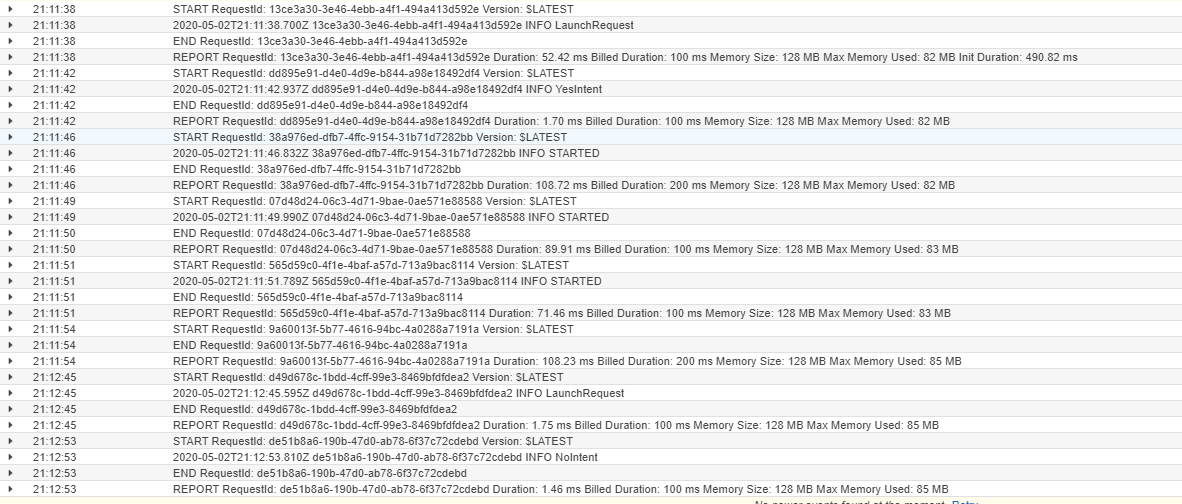 21:11:38 START RequestId: 13ce3a30-3e46-4ebb-a4f1-494a413d592e Version: $LATEST
21:11:38 2020-05-02T21:11:38.700Z 13ce3a30-3e46-4ebb-a4f1-494a413d592e INFO LaunchRequest
21:11:38 END RequestId: 13ce3a30-3e46-4ebb-a4f1-494a413d592e
21:11:38 REPORT RequestId: 13ce3a30-3e46-4ebb-a4f1-494a413d592e Duration: 52.42 ms Billed Duration: 100 ms Memory Size: 128 MB Max Memory Used: 82 MB Init Duration: 490.82 ms
21:11:42 START RequestId: dd895e91-d4e0-4d9e-b844-a98e18492df4 Version: $LATEST
21:11:42 2020-05-02T21:11:42.937Z dd895e91-d4e0-4d9e-b844-a98e18492df4 INFO YesIntent
21:11:42 END RequestId: dd895e91-d4e0-4d9e-b844-a98e18492df4
21:11:42 REPORT RequestId: dd895e91-d4e0-4d9e-b844-a98e18492df4 Duration: 1.70 ms Billed Duration: 100 ms Memory Size: 128 MB Max Memory Used: 82 MB
21:11:46 START RequestId: 38a976ed-dfb7-4ffc-9154-31b71d7282bb Version: $LATEST
21:11:46 2020-05-02T21:11:46.832Z 38a976ed-dfb7-4ffc-9154-31b71d7282bb INFO STARTED
21:11:46 END RequestId: 38a976ed-dfb7-4ffc-9154-31b71d7282bb
21:11:46 REPORT RequestId: 38a976ed-dfb7-4ffc-9154-31b71d7282bb Duration: 108.72 ms Billed Duration: 200 ms Memory Size: 128 MB Max Memory Used: 82 MB
21:11:49 START RequestId: 07d48d24-06c3-4d71-9bae-0ae571e88588 Version: $LATEST
21:11:49 2020-05-02T21:11:49.990Z 07d48d24-06c3-4d71-9bae-0ae571e88588 INFO STARTED
21:11:50 END RequestId: 07d48d24-06c3-4d71-9bae-0ae571e88588
21:11:50 REPORT RequestId: 07d48d24-06c3-4d71-9bae-0ae571e88588 Duration: 89.91 ms Billed Duration: 100 ms Memory Size: 128 MB Max Memory Used: 83 MB
21:11:51 START RequestId: 565d59c0-4f1e-4baf-a57d-713a9bac8114 Version: $LATEST
21:11:51 2020-05-02T21:11:51.789Z 565d59c0-4f1e-4baf-a57d-713a9bac8114 INFO STARTED
21:11:51 END RequestId: 565d59c0-4f1e-4baf-a57d-713a9bac8114
21:11:51 REPORT RequestId: 565d59c0-4f1e-4baf-a57d-713a9bac8114 Duration: 71.46 ms Billed Duration: 100 ms Memory Size: 128 MB Max Memory Used: 83 MB
21:11:54 START RequestId: 9a60013f-5b77-4616-94bc-4a0288a7191a Version: $LATEST
21:11:54 END RequestId: 9a60013f-5b77-4616-94bc-4a0288a7191a
21:11:54 REPORT RequestId: 9a60013f-5b77-4616-94bc-4a0288a7191a Duration: 108.23 ms Billed Duration: 200 ms Memory Size: 128 MB Max Memory Used: 85 MB
21:12:45 START RequestId: d49d678c-1bdd-4cff-99e3-8469bfdfdea2 Version: $LATEST
21:12:45 2020-05-02T21:12:45.595Z d49d678c-1bdd-4cff-99e3-8469bfdfdea2 INFO LaunchRequest
21:12:45 END RequestId: d49d678c-1bdd-4cff-99e3-8469bfdfdea2
21:12:45 REPORT RequestId: d49d678c-1bdd-4cff-99e3-8469bfdfdea2 Duration: 1.75 ms Billed Duration: 100 ms Memory Size: 128 MB Max Memory Used: 85 MB
21:12:53 START RequestId: de51b8a6-190b-47d0-ab78-6f37c72cdebd Version: $LATEST
21:12:53 2020-05-02T21:12:53.810Z de51b8a6-190b-47d0-ab78-6f37c72cdebd INFO NoIntent
21:12:53 END RequestId: de51b8a6-190b-47d0-ab78-6f37c72cdebd
21:12:53 REPORT RequestId: de51b8a6-190b-47d0-ab78-6f37c72cdebd Duration: 1.46 ms Billed Duration: 100 ms Memory Size: 128 MB Max Memory Used: 85 MB